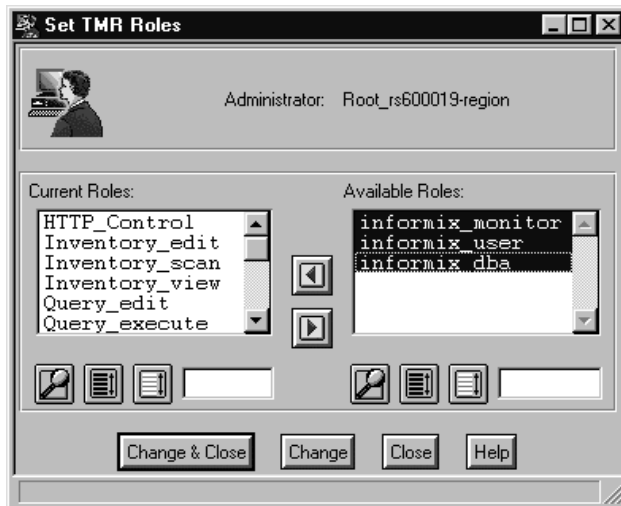 Set TMR Roles
Administrator: Root_rs600019-region
Current Roles:
HTTP_Control
Inventory_edit
Inventory_scan
Inventory_view
Query_edit
Query_execute
Available Roles:
informix_monitor
informix_user
informix_dba
Change & Close Change Close Help